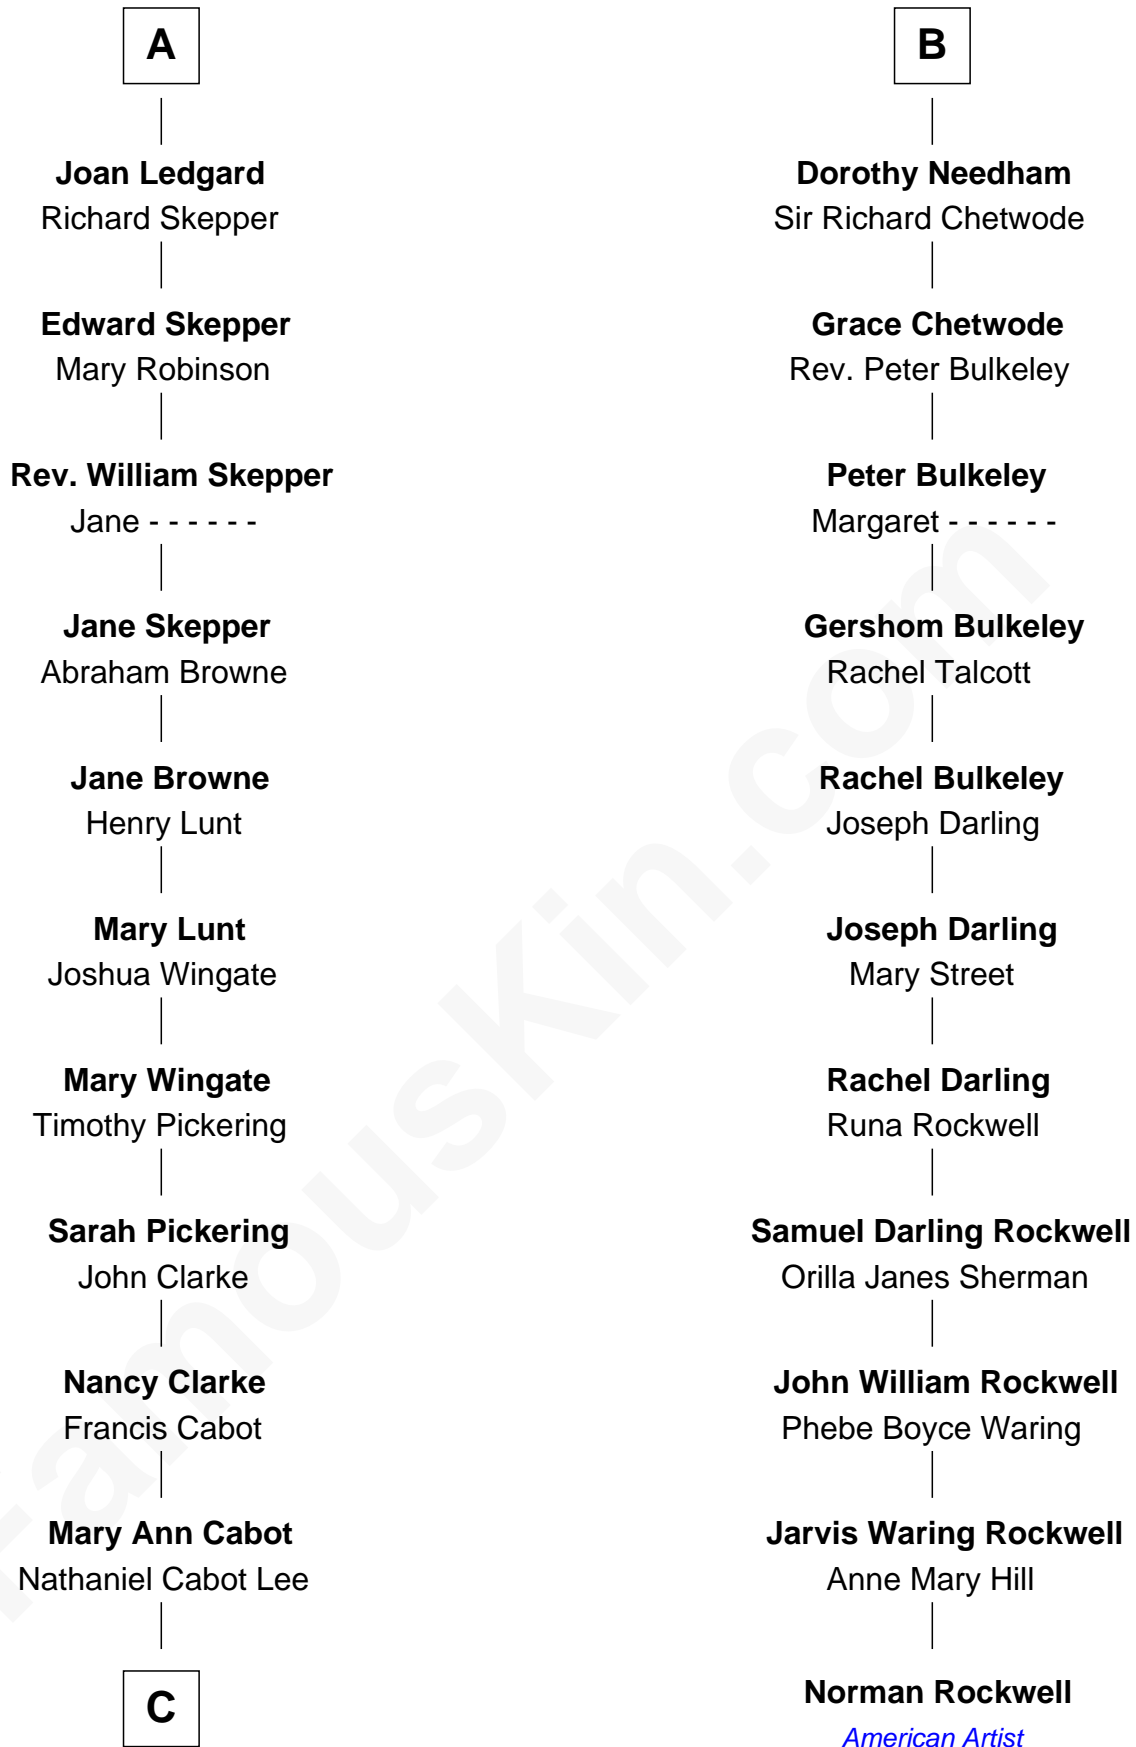 A
Joan Ledgard
Richard Skepper
Edward Skepper
Mary Robinson
Rev. William Skepper
Jane - - - - - -
Jane Skepper
Abraham Browne
Jane Browne
Henry Lunt
Mary Lunt
Joshua Wingate
Mary Wingate
Timothy Pickering
Sarah Pickering
John Clarke
Nancy Clarke
Francis Cabot
Mary Ann Cabot
Nathaniel Cabot Lee
C
B
Dorothy Needham
Sir Richard Chetwode
Grace Chetwode
Rev. Peter Bulkeley
Peter Bulkeley
Margaret - - - - - -
Gershom Bulkeley
Rachel Talcott
Rachel Bulkeley
Joseph Darling
Joseph Darling
Mary Street
Rachel Darling
Runa Rockwell
Samuel Darling Rockwell
Orilla Janes Sherman
John William Rockwell
Phebe Boyce Waring
Jarvis Waring Rockwell
Anne Mary Hill
Norman Rockwell
American Artist
FamousKin.com